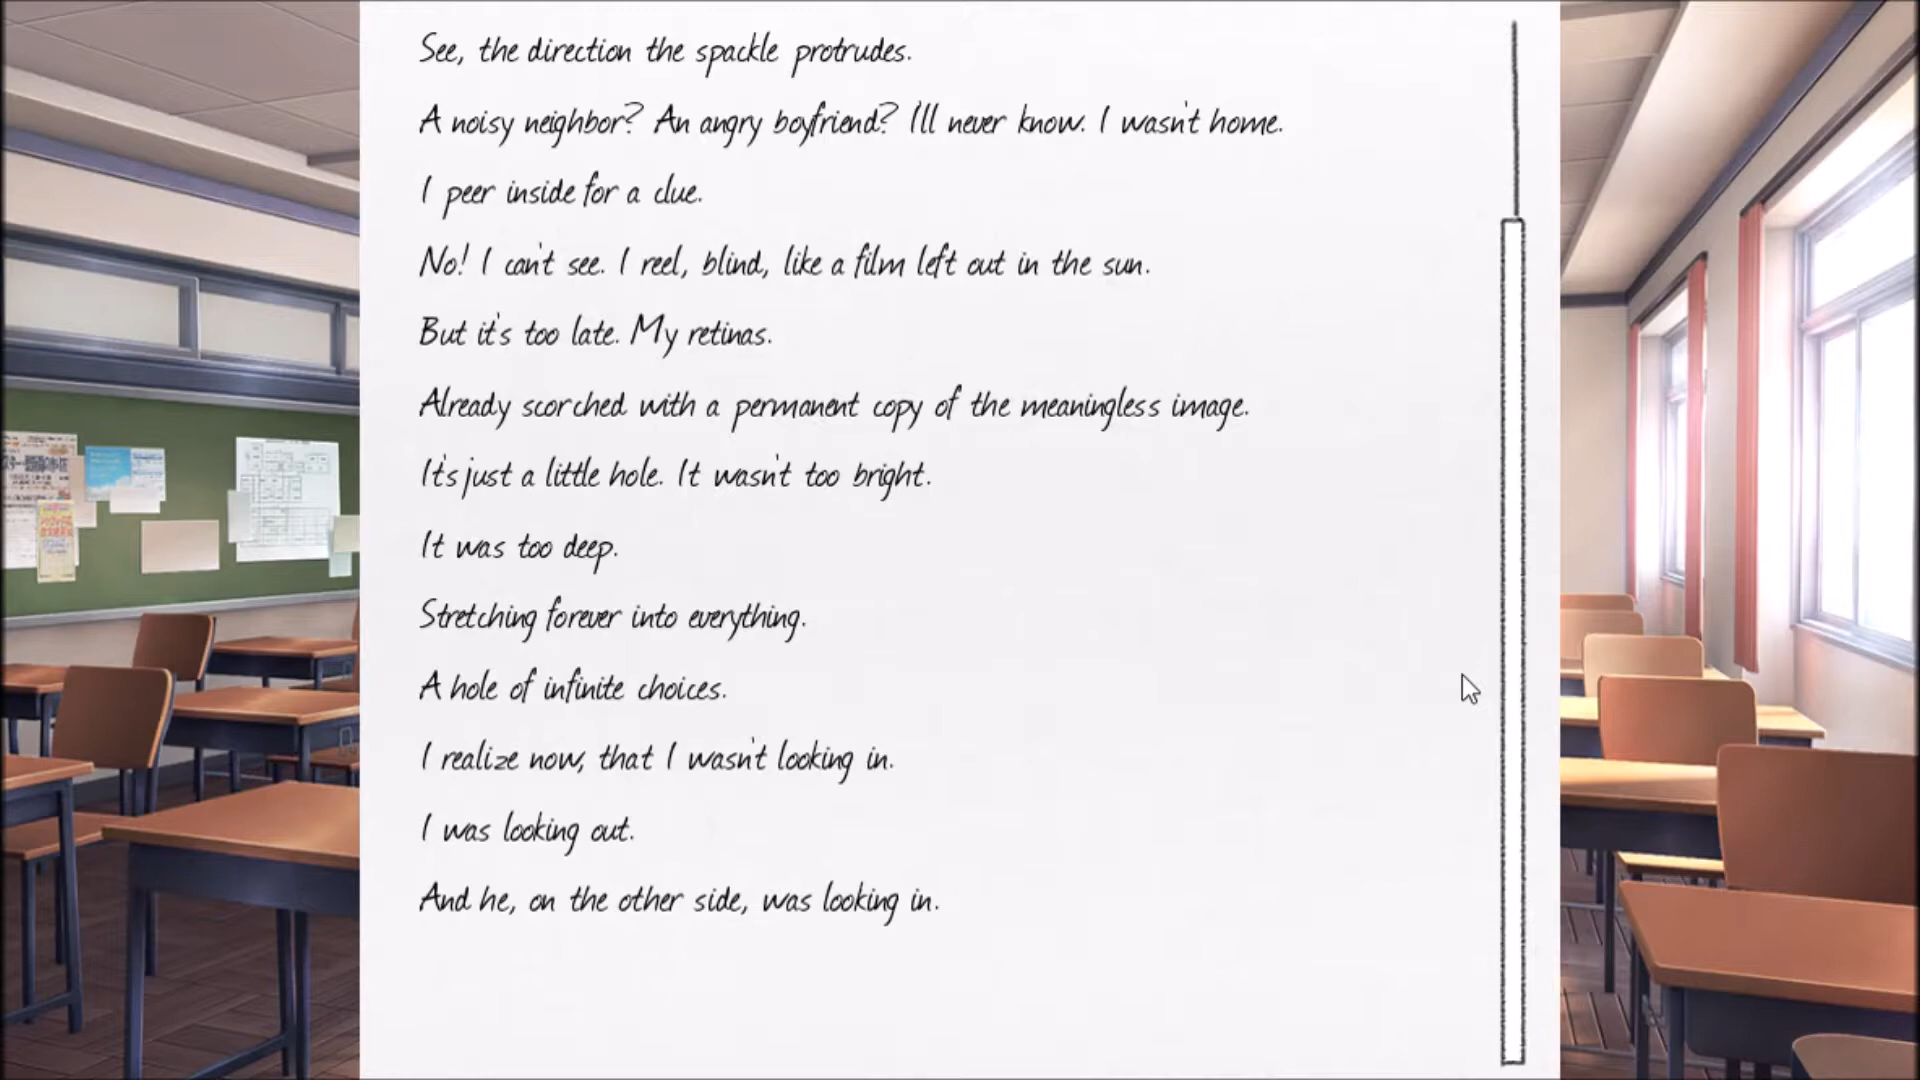 See, the direction the spackle protrudes.
A noisy neighbor? An angry boyfriend? I'll never know. I wasn't home.
I peer inside for a clue.
No! I can't see. I reel, blind, like a film left out in the sun.
But it's too late. My retinas.
Already scorched with a permanent copy of the meaningless image.
It's just a little hole. It wasn't too bright.
It was too deep.
Stretching forever into everything.
A hole of infinite choices.
I realize now, that I wasn't looking in.
I was looking out.
And he, on the other side, was looking in.